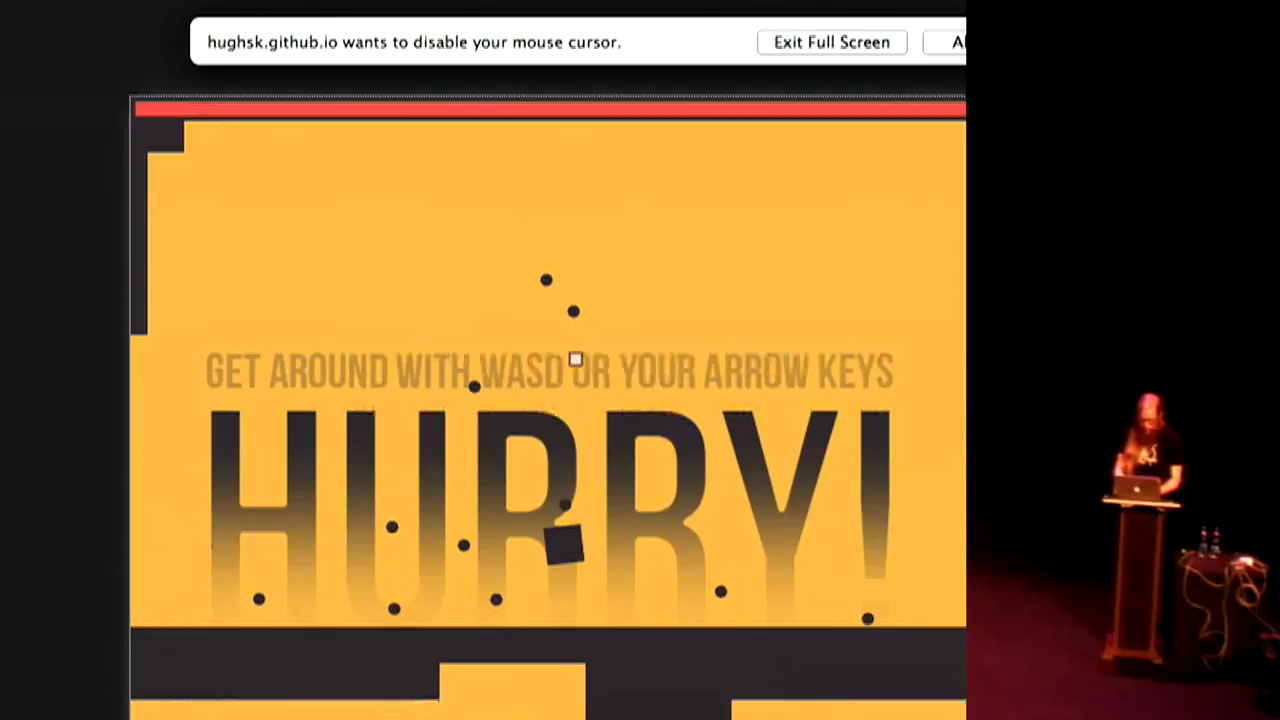 hughsk.github.io wants to disable your mouse cursor.
Exit Full Screen
GET AROUND WITH WASD OR YOUR ARROW KEYS
HURRY!